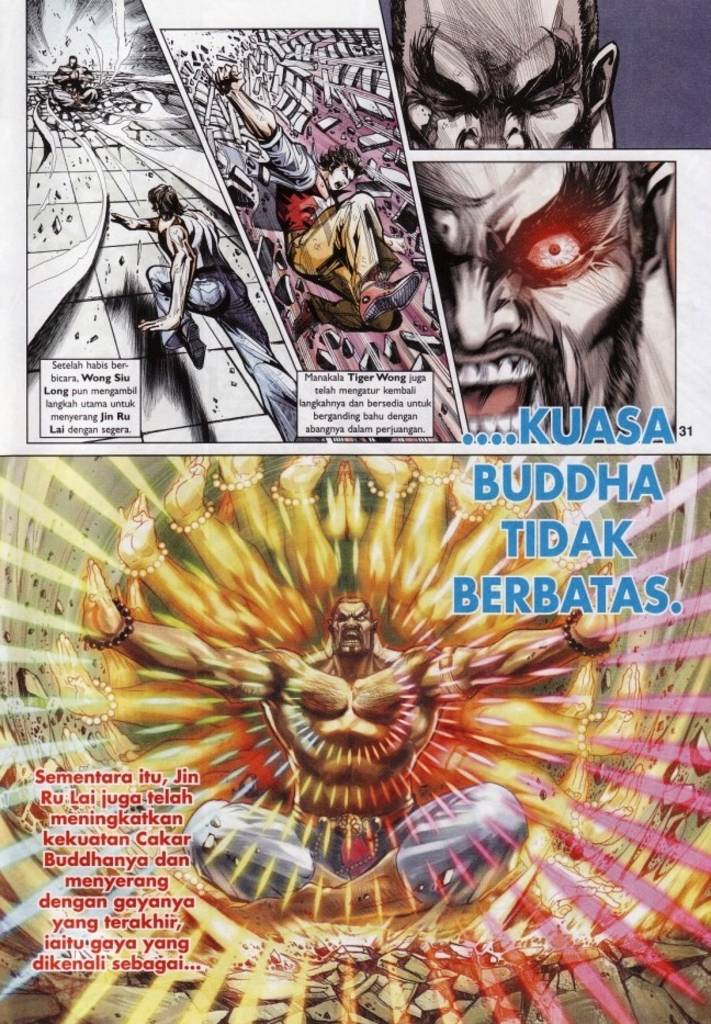 Setelah habis ber-
bicara, Wong Siu
Long pun mengambil
langkah utama untuk
menyerang Jin Ru
Lai dengan segera.
Manakala Tiger Wong juga
telah mengatur kembali
langkahnya dan bersedia untuk
berganding bahu dengan
abangnya dalam perjuangan.
31
....KUASA
BUDDHA
TIDAK
BERBATAS.
Sementara itu, Jin
Ru Lai juga telah
meningkatkan
kekuatan Cakar
Buddhanya dan
menyerang
dengan gayanya
yang terakhir,
iaitu gaya yang
dikenali sebagai...